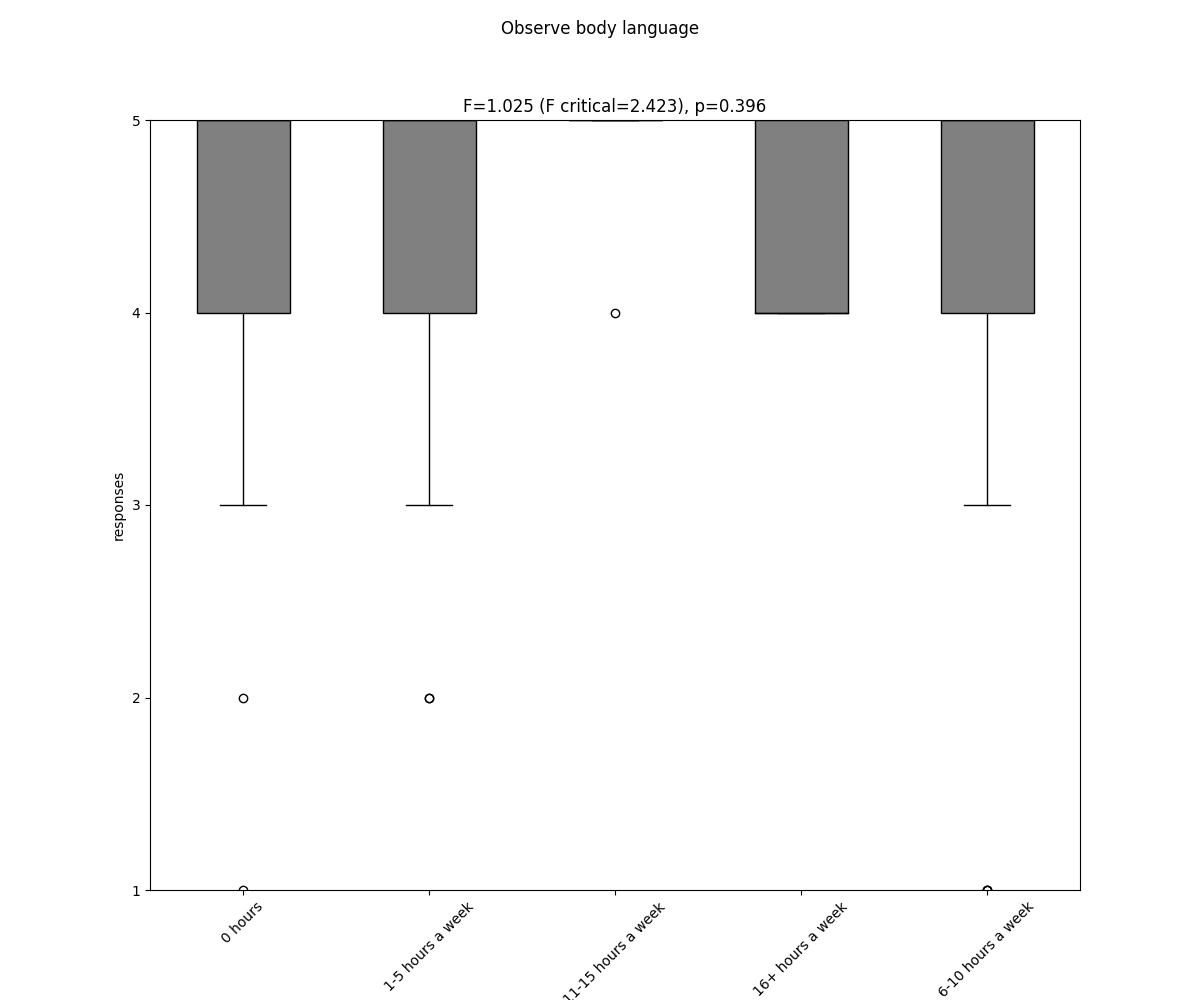 Observe body language
F=1.025 (F critical=2.423), p=0.396
5
4
3
2
1
responses
0 hours
1-5 hours a week
11-15 hours a week
16+ hours a week
6-10 hours a week